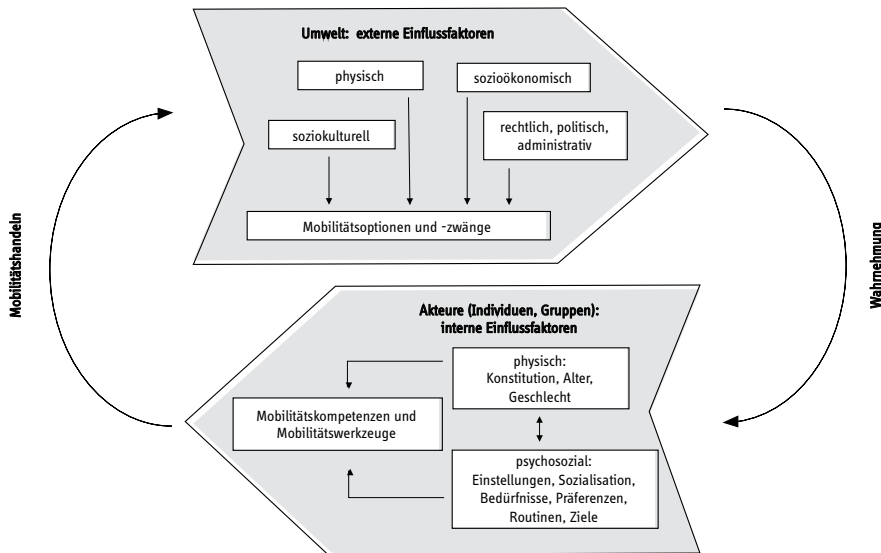 Umwelt: externe Einflussfaktoren
physisch
sozioökonomisch
soziokulturell
rechtlich, politisch,
administrativ
Mobilitätsoptionen und -zwänge
Mobilitätshandeln
Wahrnehmung
Akteure (Individuen, Gruppen):
interne Einflussfaktoren
physisch:
Konstitution, Alter,
Geschlecht
Mobilitätskompetenzen und
Mobilitätswerkzeuge
psychosozial:
Einstellungen, Sozialisation,
Bedürfnisse, Präferenzen,
Routinen, Ziele